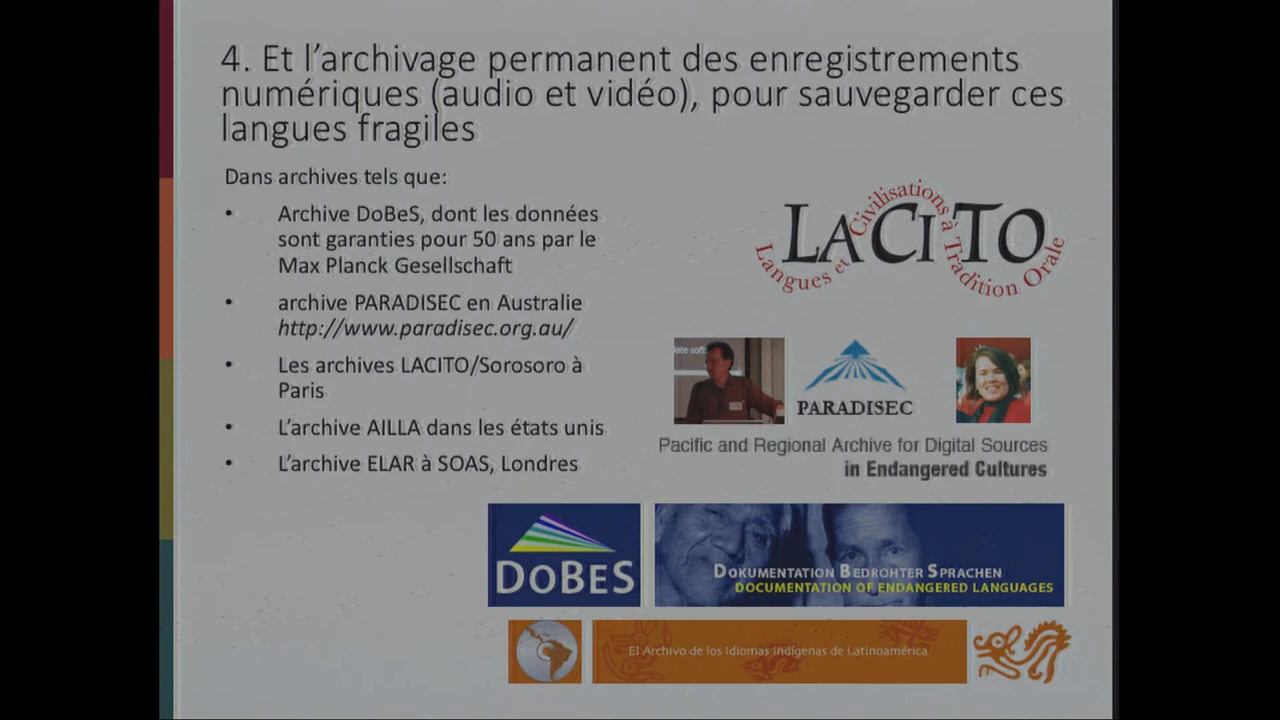 4. Et l’archivage permanent des enregistrements
numériques (audio et vidéo), pour sauvegarder ces
langues fragiles
Dans archives tels que:
• Archive DoBeS, dont les données
sont garanties pour 50 ans par le
Max Planck Gesellschaft
• archive PARADISEC en Australie
http://www.paradisec.org.au/
• Les archives LACITO/Sorosoro à
Paris
• L’archive AILLA dans les états unis
• L’archive ELAR à SOAS, Londres
LACITO
Langues et Civilisations à Tradition Orale
PARADISEC
Pacific and Regional Archive for Digital Sources
in Endangered Cultures
DOBES
DOKUMENTATION BEDROHTER SPRACHEN
DOCUMENTATION OF ENDANGERED LANGUAGES
El Archivo de los Idiomas Indígenas de Latinoamérica